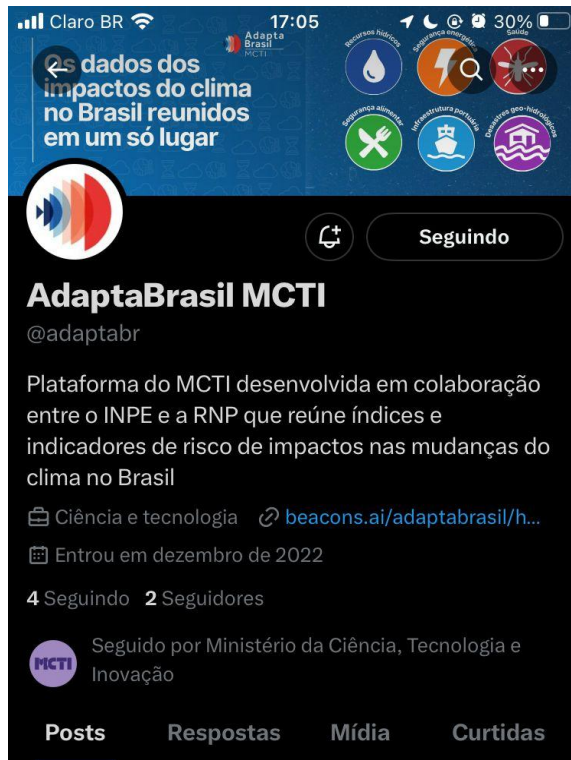 Claro BR 17:05 30%
Adapta
Brasil
MCTI
Os dados dos
impactos do clima
no Brasil reunidos
em um só lugar
Recursos hídricos
Segurança energética
Saúde
Segurança alimentar
Infraestrutura portuária
Desastres geo-hidrológicos
Seguindo
AdaptaBrasil MCTI
@adaptabr
Plataforma do MCTI desenvolvida em colaboração
entre o INPE e a RNP que reúne índices e
indicadores de risco de impactos nas mudanças do
clima no Brasil
Ciência e tecnologia beacons.ai/adaptabrasil/h...
Entrou em dezembro de 2022
4 Seguindo 2 Seguidores
MCTI
Seguido por Ministério da Ciência, Tecnologia e
Inovação
Posts Respostas Mídia Curtidas